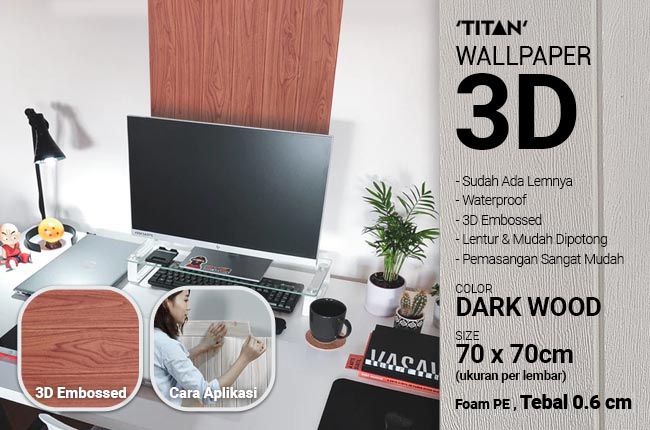 'TITAN'
WALLPAPER
3D
- Sudah Ada Lemnya
- Waterproof
- 3D Embossed
- Lentur & Mudah Dipotong
- Pemasangan Sangat Mudah
COLOR
DARK WOOD
SIZE
70 x 70cm
(ukuran per lembar)
Foam PE , Tebal 0.6 cm
3D Embossed
Cara Aplikasi
VASA